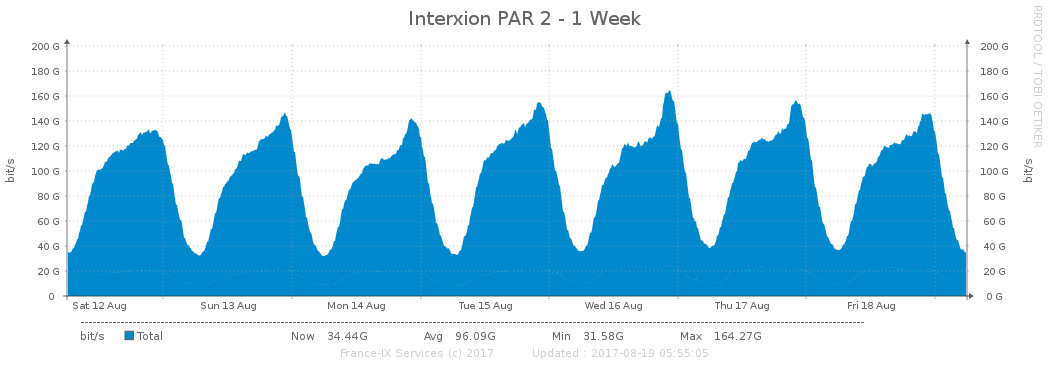 Interxion PAR 2 - 1 Week
RRDTOOL / TOBI OETIKER
200 G 200 G
180 G 180 G
160 G 160 G
140 G 140 G
120 G 120 G
100 G 100 G
80 G 80 G
60 G 60 G
40 G 40 G
20 G 20 G
0 0 G
bit/s bit/s
Sat 12 Aug Sun 13 Aug Mon 14 Aug Tue 15 Aug Wed 16 Aug Thu 17 Aug Fri 18 Aug
bit/s Total Now 34.44G Avg 96.09G Min 31.58G Max 164.27G
France-IX Services (c) 2017 Updated : 2017-08-19 05:55:05